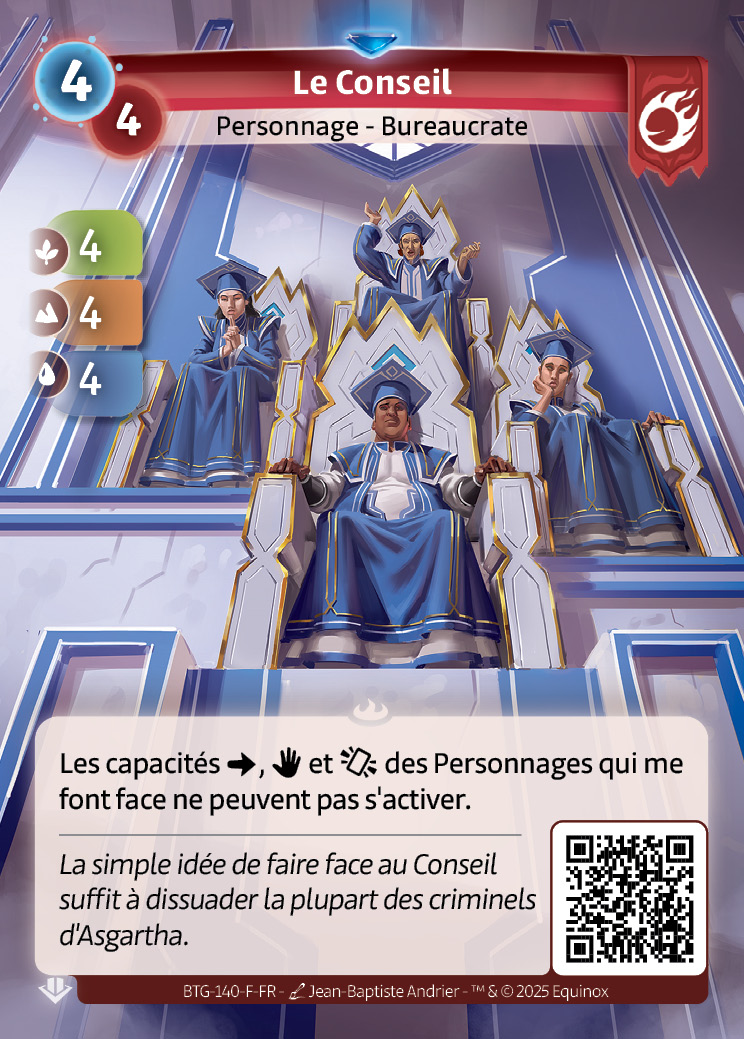 4
Le Conseil
4
Personnage - Bureaucrate
4
4
4
Les capacités , et des Personnages qui me
font face ne peuvent pas s'activer.
La simple idée de faire face au Conseil
suffit à dissuader la plupart des criminels
d'Asgartha.
BTG-140-F-FR - Jean-Baptiste Andrier - ™ & © 2025 Equinox